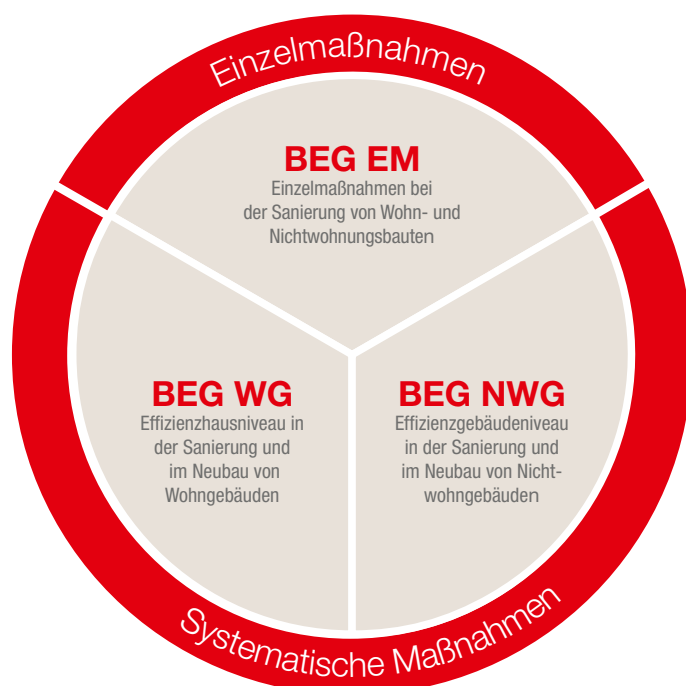 Einzelmaßnahmen
BEG EM
Einzelmaßnahmen bei
der Sanierung von Wohn- und
Nichtwohnungsbauten
BEG WG
Effizienzhausniveau in
der Sanierung und
im Neubau von
Wohngebäuden
BEG NWG
Effizienzgebäudeniveau
in der Sanierung und
im Neubau von Nicht-
wohngebäuden
Systematische Maßnahmen